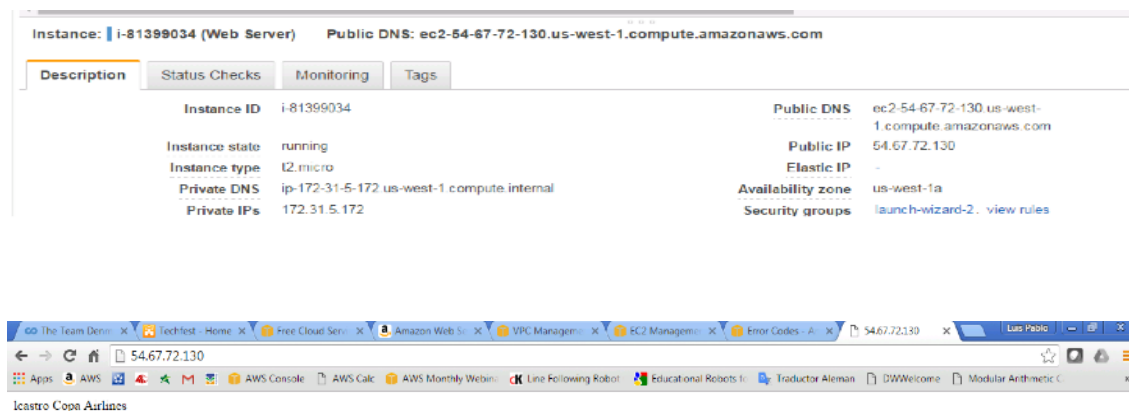 Instance: i-81399034 (Web Server) Public DNS: ec2-54-67-72-130.us-west-1.compute.amazonaws.com
Description Status Checks Monitoring Tags
Instance ID i-81399034
Public DNS ec2-54-67-72-130.us-west-
1.compute.amazonaws.com
Instance state running
Public IP 54.67.72.130
Instance type t2.micro
Elastic IP -
Private DNS ip-172-31-5-172.us-west-1.compute.internal
Availability zone us-west-1a
Private IPs 172.31.5.172
Security groups launch-wizard-2. view rules
The Team Denm Techfest - Home Free Cloud Serv Amazon Web Se VPC Manageme EC2 Manageme Error Codes - A 54.67.72.130 Luis Pablo
54.67.72.130
Apps AWS AWS Console AWS Calc AWS Monthly Webina Line Following Robot Educational Robots fo Traductor Aleman DWWelcome Modular Arithmetic C
lcastro Copa Airlines